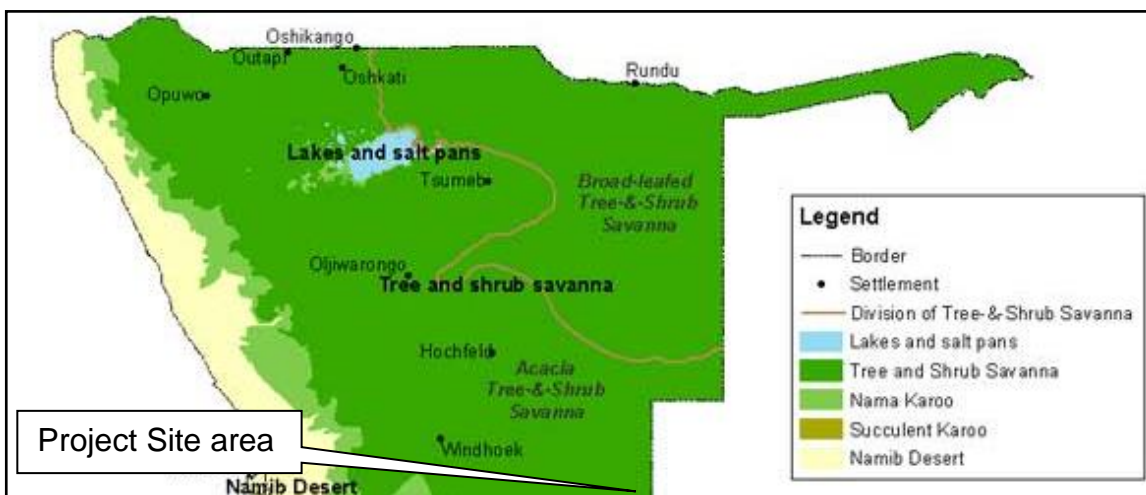 Oshikango
Outapi
Oshkati
Rundu
Opuwo
Lakes and salt pans
Tsumeb
Broad-leafed
Tree-&-Shrub
Savanna
Oljiwarongo
Tree and shrub savanna
Hochfeld
Acacia
Tree-&-Shrub
Savanna
Windhoek
Project Site area
Namib Desert
Legend
Border
Settlement
Division of Tree-&-Shrub Savanna
Lakes and salt pans
Tree and Shrub Savanna
Nama Karoo
Succulent Karoo
Namib Desert